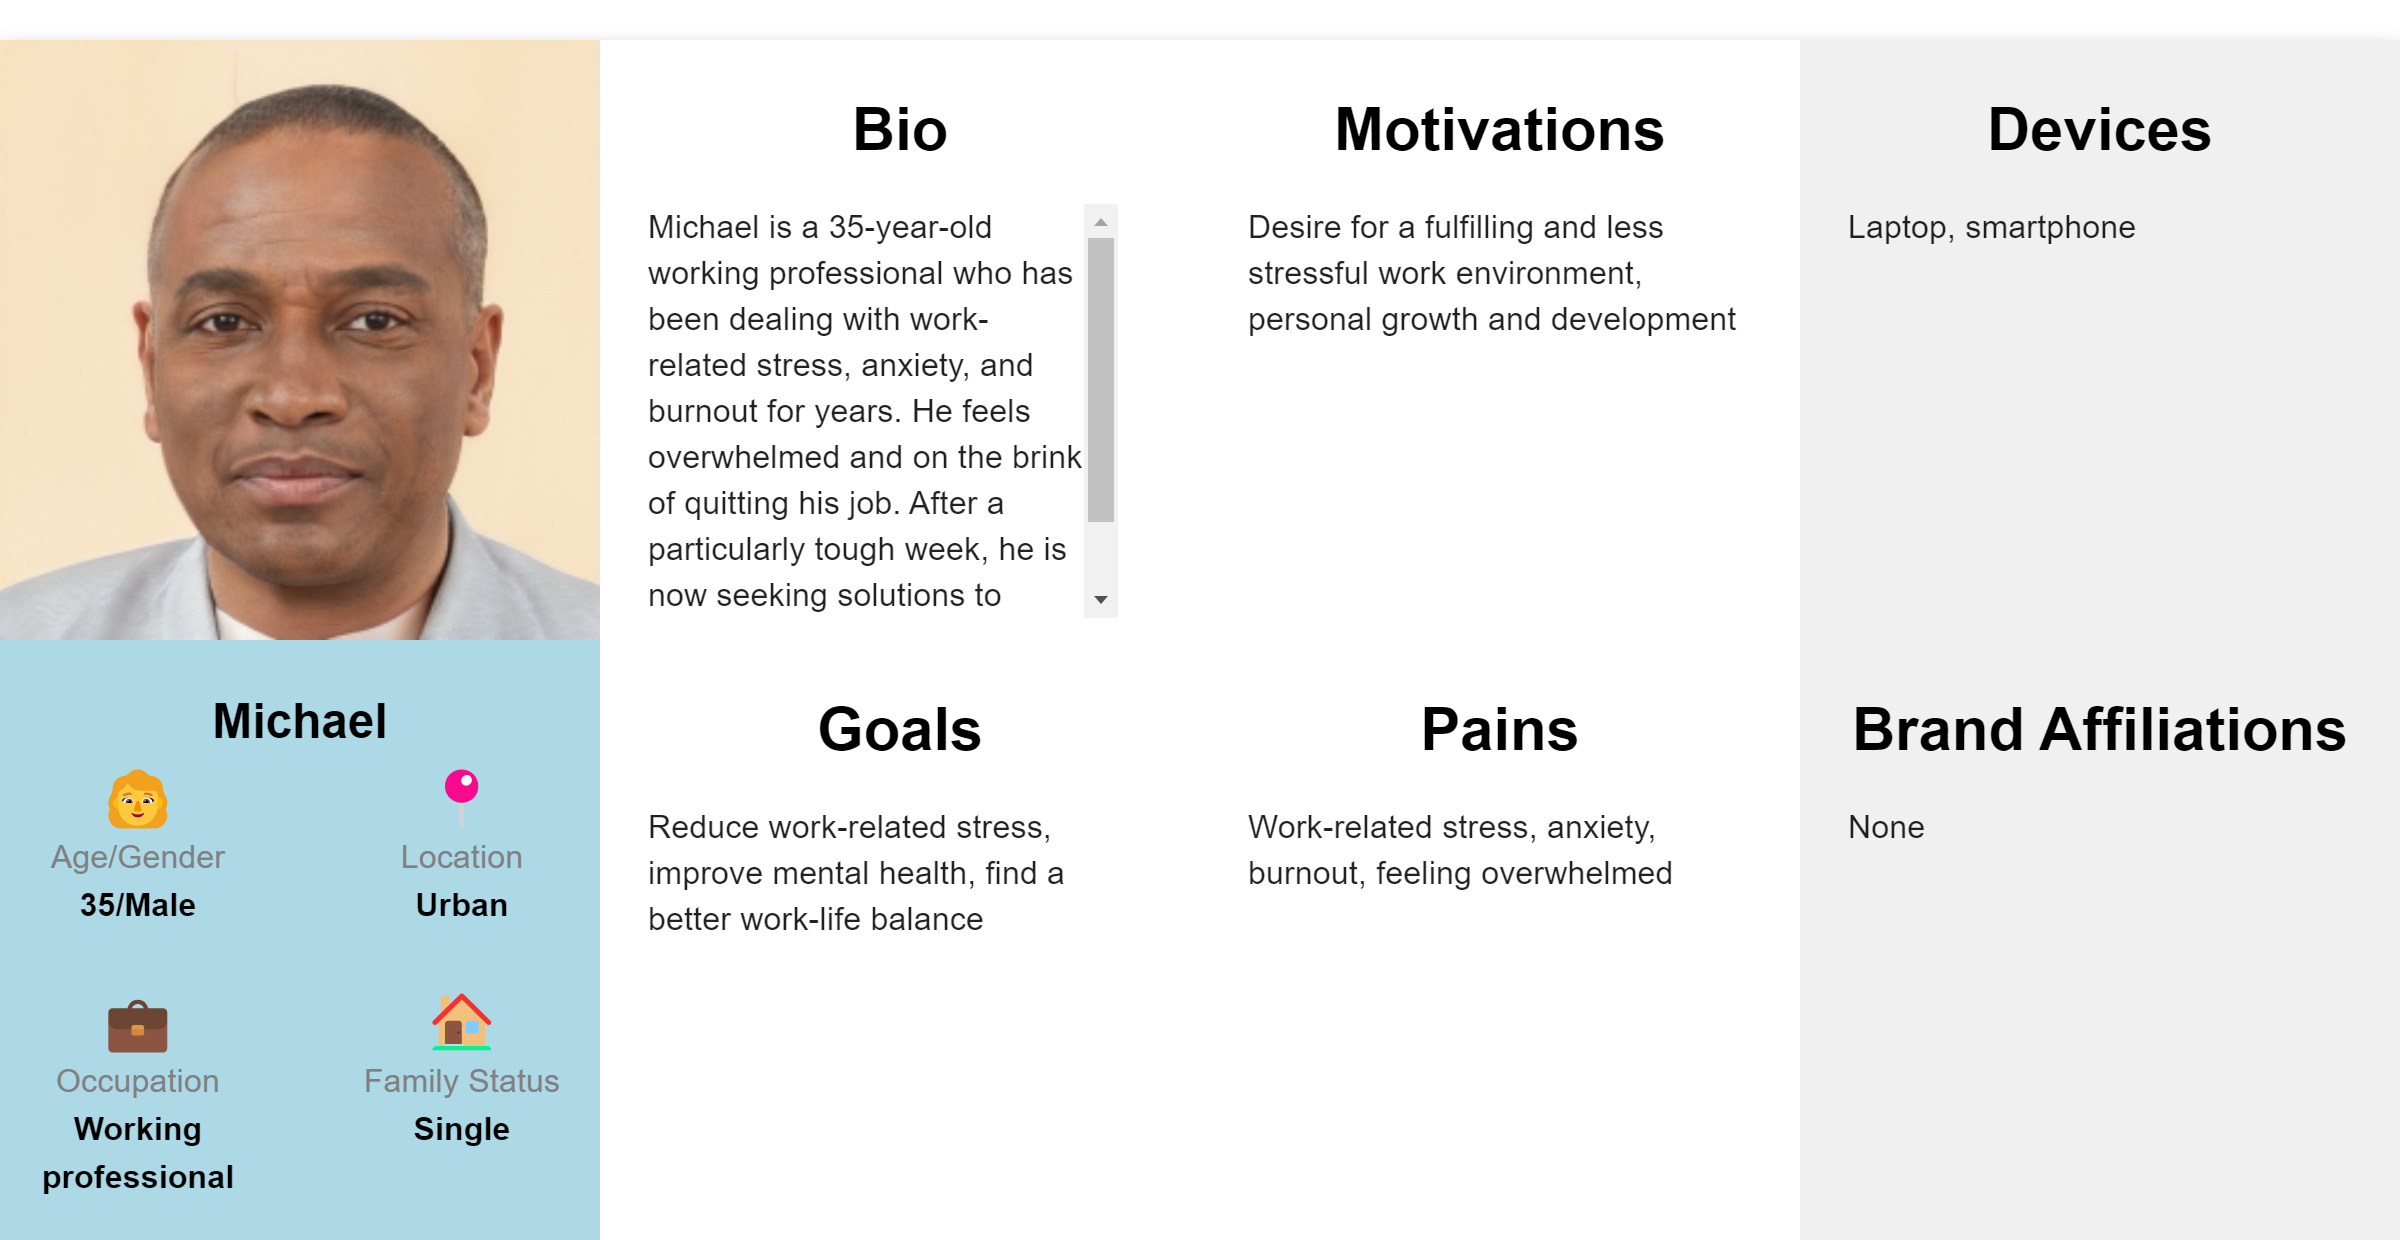 Bio
Michael is a 35-year-old
working professional who has
been dealing with work-
related stress, anxiety, and
burnout for years. He feels
overwhelmed and on the brink
of quitting his job. After a
particularly tough week, he is
now seeking solutions to
Motivations
Desire for a fulfilling and less
stressful work environment,
personal growth and development
Devices
Laptop, smartphone
Michael
Age/Gender
35/Male
Location
Urban
Occupation
Working
professional
Family Status
Single
Goals
Reduce work-related stress,
improve mental health, find a
better work-life balance
Pains
Work-related stress, anxiety,
burnout, feeling overwhelmed
Brand Affiliations
None